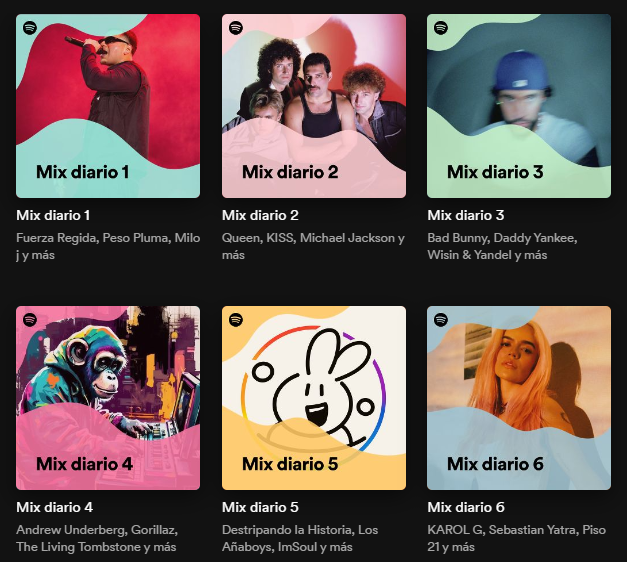 Mix diario 1
Mix diario 2
Mix diario 3
Mix diario 1
Fuerza Regida, Peso Pluma, Milo
j y más
Mix diario 2
Queen, KISS, Michael Jackson y
más
Mix diario 3
Bad Bunny, Daddy Yankee,
Wisin & Yandel y más
Mix diario 4
Mix diario 5
Mix diario 6
Mix diario 4
Andrew Underberg, Gorillaz,
The Living Tombstone y más
Mix diario 5
Destripando la Historia, Los
Añaboys, ImSoul y más
Mix diario 6
KAROL G, Sebastian Yatra, Piso
21 y más